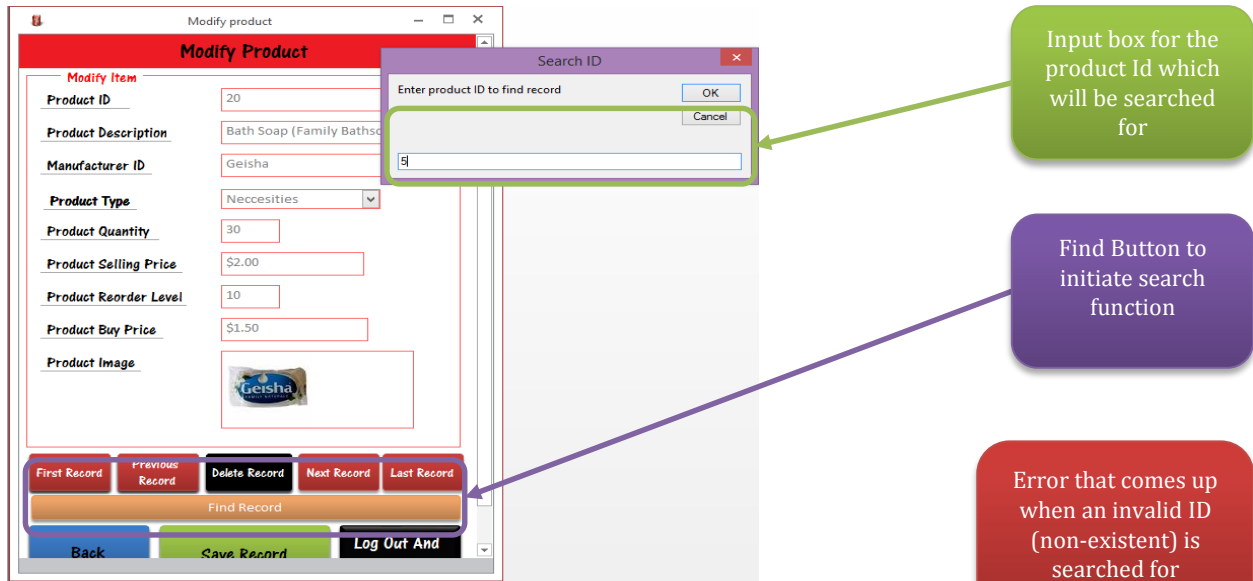 Modify product
Modify Product
Modify Item
Product ID
20
Product Description
Bath Soap (Family Bathso
Manufacturer ID
Geisha
Product Type
Neccesities
Product Quantity
30
Product Selling Price
$2.00
Product Reorder Level
10
Product Buy Price
$1.50
Product Image
Geisha
First Record
Previous
Record
Delete Record
Next Record
Last Record
Find Record
Back
Save Record
Log Out And
Search ID
Enter product ID to find record
OK
Cancel
5
Input box for the
product Id which
will be searched
for
Find Button to
initiate search
function
Error that comes up
when an invalid ID
(non-existent) is
searched for